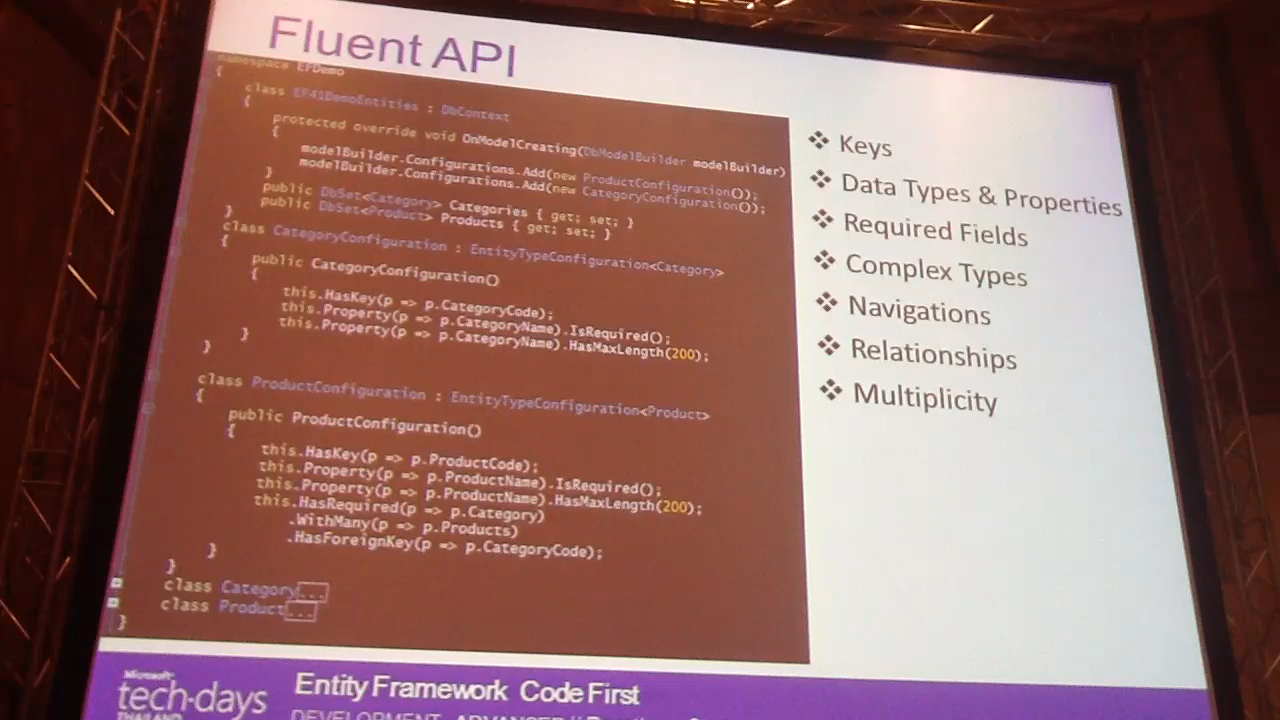 Fluent API
namespace EFDemo
{
class EF41DemoEntities : DbContext
{
protected override void OnModelCreating(DbModelBuilder modelBuilder)
{
modelBuilder.Configurations.Add(new ProductConfiguration());
modelBuilder.Configurations.Add(new CategoryConfiguration());
}
public DbSet<Category> Categories { get; set; }
public DbSet<Product> Products { get; set; }
}
class CategoryConfiguration : EntityTypeConfiguration<Category>
{
public CategoryConfiguration()
{
this.HasKey(p => p.CategoryCode);
this.Property(p => p.CategoryName).IsRequired();
this.Property(p => p.CategoryName).HasMaxLength(200);
}
}
class ProductConfiguration : EntityTypeConfiguration<Product>
{
public ProductConfiguration()
{
this.HasKey(p => p.ProductCode);
this.Property(p => p.ProductName).IsRequired();
this.Property(p => p.ProductName).HasMaxLength(200);
this.HasRequired(p => p.Category)
.WithMany(p => p.Products)
.HasForeignKey(p => p.CategoryCode);
}
}
class Category...
class Product...
}
❖ Keys
❖ Data Types & Properties
❖ Required Fields
❖ Complex Types
❖ Navigations
❖ Relationships
❖ Multiplicity
Microsoft
tech·days
THAILAND
Entity Framework Code First
DEVELOPMENT ADVANCED //